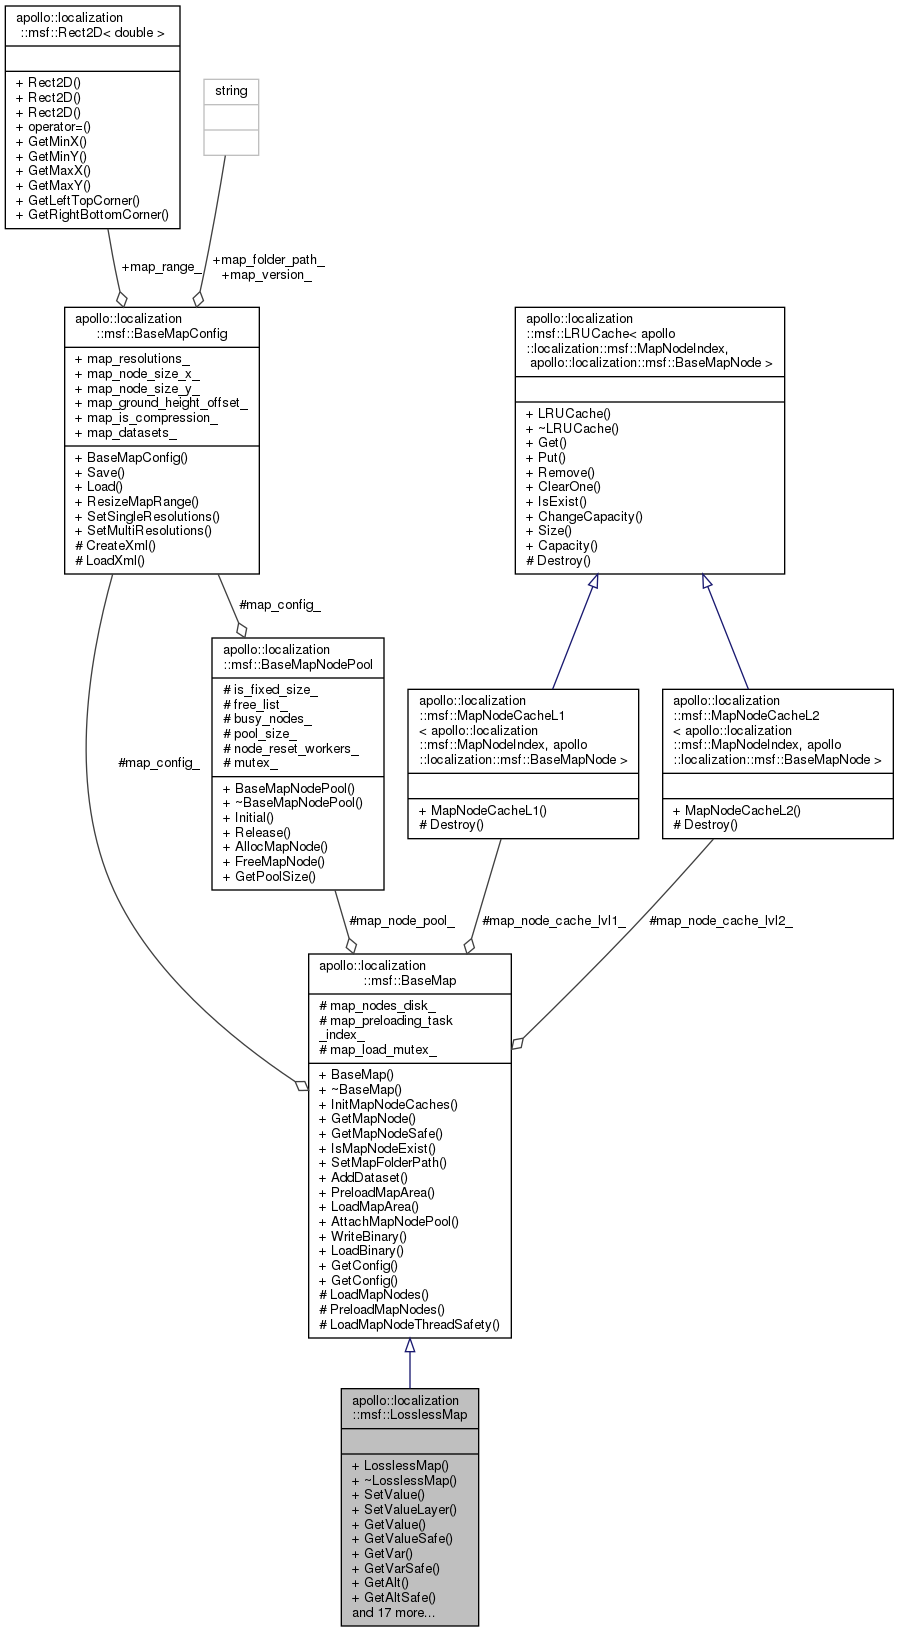 apollo::localization
::msf::Rect2D< double >
+ Rect2D()
+ Rect2D()
+ Rect2D()
+ operator=()
+ GetMinX()
+ GetMinY()
+ GetMaxX()
+ GetMaxY()
+ GetLeftTopCorner()
+ GetRightBottomCorner()
string
+map_range_
+map_folder_path_
+map_version_
apollo::localization
::msf::BaseMapConfig
+ map_resolutions_
+ map_node_size_x_
+ map_node_size_y_
+ map_ground_height_offset_
+ map_is_compression_
+ map_datasets_
+ BaseMapConfig()
+ Save()
+ Load()
+ ResizeMapRange()
+ SetSingleResolutions()
+ SetMultiResolutions()
# CreateXml()
# LoadXml()
apollo::localization
::msf::LRUCache< apollo
::localization::msf::MapNodeIndex,
apollo::localization::msf::BaseMapNode >
+ LRUCache()
+ ~LRUCache()
+ Get()
+ Put()
+ Remove()
+ ClearOne()
+ IsExist()
+ ChangeCapacity()
+ Size()
+ Capacity()
# Destroy()
#map_config_
apollo::localization
::msf::BaseMapNodePool
# is_fixed_size_
# free_list_
# busy_nodes_
# pool_size_
# node_reset_workers_
# mutex_
+ BaseMapNodePool()
+ ~BaseMapNodePool()
+ Initial()
+ Release()
+ AllocMapNode()
+ FreeMapNode()
+ GetPoolSize()
apollo::localization
::msf::MapNodeCacheL1
< apollo::localization
::msf::MapNodeIndex, apollo
::localization::msf::BaseMapNode >
+ MapNodeCacheL1()
# Destroy()
apollo::localization
::msf::MapNodeCacheL2
< apollo::localization
::msf::MapNodeIndex, apollo
::localization::msf::BaseMapNode >
+ MapNodeCacheL2()
# Destroy()
#map_config_
#map_node_pool_
#map_node_cache_lvl1_
#map_node_cache_lvl2_
apollo::localization
::msf::BaseMap
# map_nodes_disk_
# map_preloading_task
_index_
# map_load_mutex_
+ BaseMap()
+ ~BaseMap()
+ InitMapNodeCaches()
+ GetMapNode()
+ GetMapNodeSafe()
+ IsMapNodeExist()
+ SetMapFolderPath()
+ AddDataset()
+ PreloadMapArea()
+ LoadMapArea()
+ AttachMapNodePool()
+ WriteBinary()
+ LoadBinary()
+ GetConfig()
+ GetConfig()
# LoadMapNodes()
# PreloadMapNodes()
# LoadMapNodeThreadSafety()
apollo::localization
::msf::LosslessMap
+ LosslessMap()
+ ~LosslessMap()
+ SetValue()
+ SetValueLayer()
+ GetValue()
+ GetValueSafe()
+ GetVar()
+ GetVarSafe()
+ GetAlt()
+ GetAltSafe()
and 17 more...